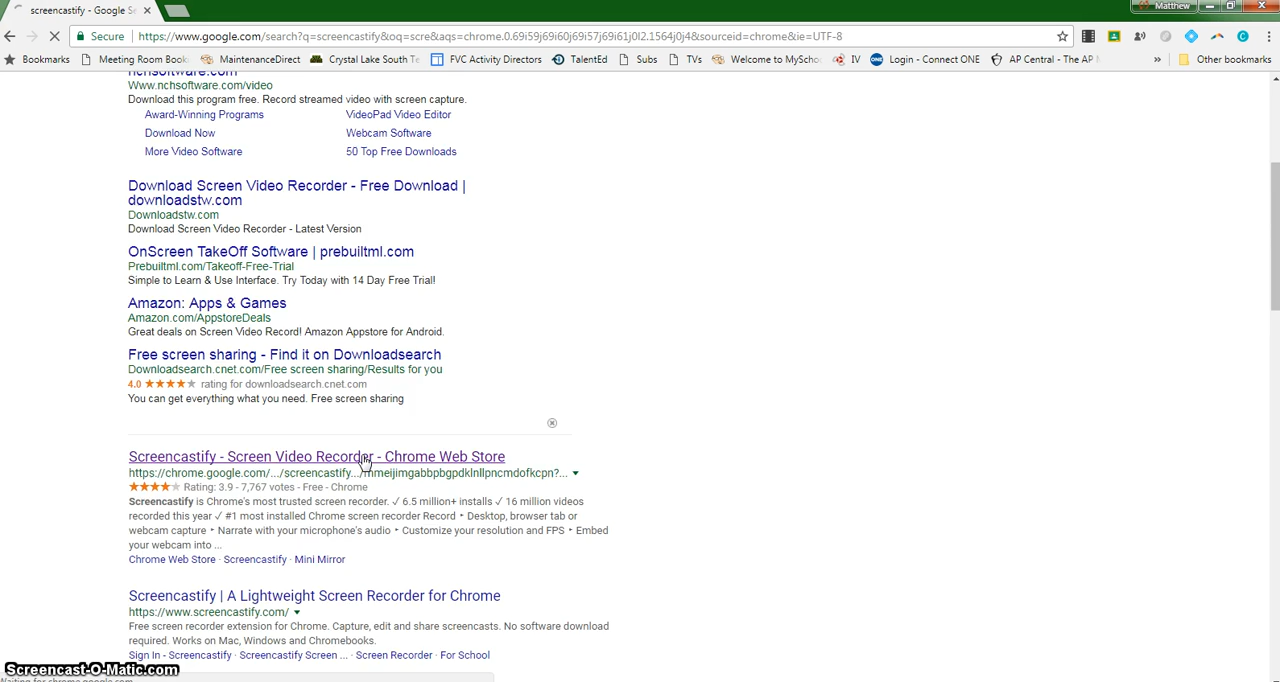 screencastify - Google Se
Matthew
Secure
https://www.google.com/search?q=screencastify&oq=scre&aqs=chrome.0.69i59j69i60j69i57j69i61j0l2.1564j0j4&sourceid=chrome&ie=UTF-8
Bookmarks Meeting Room Book MaintenanceDirect Crystal Lake South Te FVC Activity Directors TalentEd Subs TVs Welcome to MyScho IV Login - Connect ONE AP Central - The AP » Other bookmarks
nchsoftware.com
Www.nchsoftware.com/video
Download this program free. Record streamed video with screen capture.
Award-Winning Programs VideoPad Video Editor
Download Now Webcam Software
More Video Software 50 Top Free Downloads
Download Screen Video Recorder - Free Download |
downloadstw.com
Downloadstw.com
Download Screen Video Recorder - Latest Version
OnScreen TakeOff Software | prebuiltml.com
Prebuiltml.com/Takeoff-Free-Trial
Simple to Learn & Use Interface. Try Today with 14 Day Free Trial!
Amazon: Apps & Games
Amazon.com/AppstoreDeals
Great deals on Screen Video Record! Amazon Appstore for Android.
Free screen sharing - Find it on Downloadsearch
Downloadsearch.cnet.com/Free screen sharing/Results for you
4.0 ★★★★★ rating for downloadsearch.cnet.com
You can get everything what you need. Free screen sharing
Screencastify - Screen Video Recorder - Chrome Web Store
https://chrome.google.com/.../screencastify.../mmeijimgabbpbgpdklnllpncmdofkcpn?...
★★★★★ Rating: 3.9 - 7,767 votes - Free - Chrome
Screencastify is Chrome's most trusted screen recorder. ✓ 6.5 million+ installs ✓ 16 million videos
recorded this year ✓ #1 most installed Chrome screen recorder Record ‣ Desktop, browser tab or
webcam capture ‣ Narrate with your microphone's audio ‣ Customize your resolution and FPS ‣ Embed
your webcam into ...
Chrome Web Store · Screencastify · Mini Mirror
Screencastify | A Lightweight Screen Recorder for Chrome
https://www.screencastify.com/
Free screen recorder extension for Chrome. Capture, edit and share screencasts. No software download
required. Works on Mac, Windows and Chromebooks.
Sign In - Screencastify · Screencastify Screen ... · Screen Recorder · For School
Screencast-O-Matic.com
Waiting for chrome.google.com